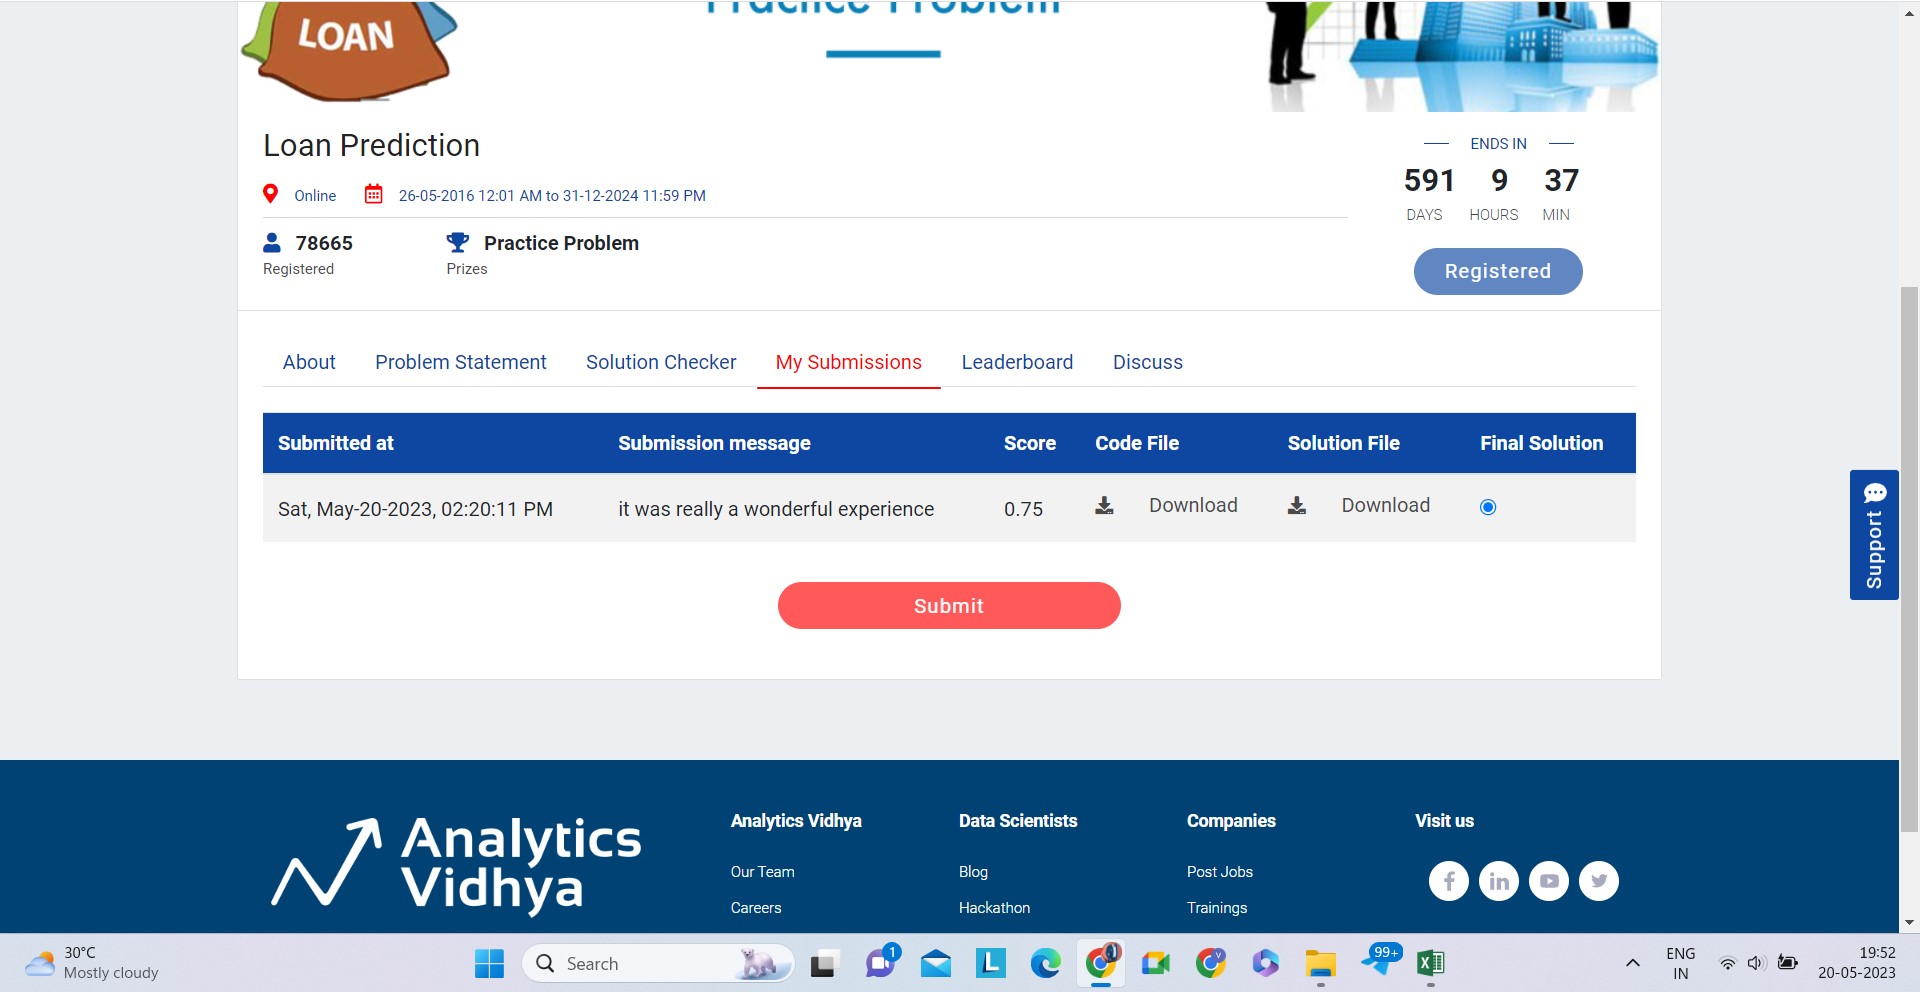 LOAN
Practice Problem
Loan Prediction
Online 26-05-2016 12:01 AM to 31-12-2024 11:59 PM
78665
Registered
Practice Problem
Prizes
ENDS IN
591 9 37
DAYS HOURS MIN
Registered
About Problem Statement Solution Checker My Submissions Leaderboard Discuss
Submitted at Submission message Score Code File Solution File Final Solution
Sat, May-20-2023, 02:20:11 PM it was really a wonderful experience 0.75 Download Download
Submit
Support
Analytics
Vidhya
Analytics Vidhya
Our Team
Careers
Data Scientists
Blog
Hackathon
Companies
Post Jobs
Trainings
Visit us
30°C
Mostly cloudy
Search
1
L
V
99+
ENG
IN
19:52
20-05-2023